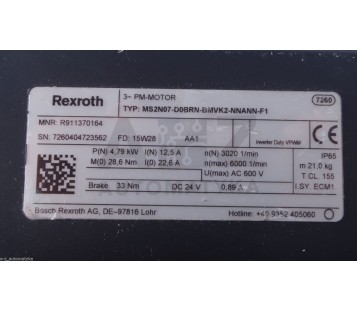 Rexroth
3~ PM-MOTOR
7260
TYP: MS2N07-D0BRN-BMVK2-NNANN-F1
MNR: R911370164
SN: 7260404723562 FD: 15W28 AA1
Inverter Duty VPWM
CE
P(N) 4,79 kW I(N) 12,5 A n(N) 3020 1/min IP65
M(0) 28,6 Nm I(0) 22,6 A n(max) 6000 1/min m 21,0 kg
U(max) AC 600 V T.CL. 155
Brake 33 Nm DC 24 V 0,89 A I.SY. ECM1
Bosch Rexroth AG, DE-97816 Lohr Hotline: +49 9352 405060